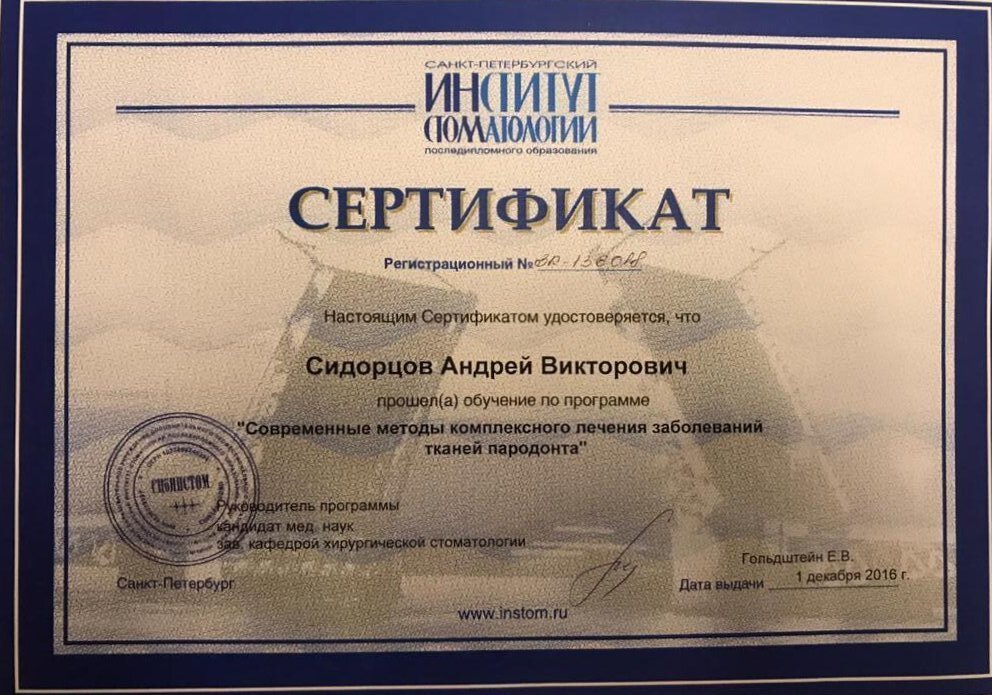 САНКТ-ПЕТЕРБУРГСКИЙ
ИНСТИТУТ
СТОМАТОЛОГИИ
последипломного образования
СЕРТИФИКАТ
Регистрационный №
Настоящим Сертификатом удостоверяется, что
Сидорцов Андрей Викторович
прошел(а) обучение по программе
"Современные методы комплексного лечения заболеваний
тканей пародонта"
СПБИНСТОМ
Руководитель программы
кандидат мед. наук
зав. кафедрой хирургической стоматологии
Гольдштейн Е.В.
Санкт-Петербург
Дата выдачи 1 декабря 2016 г.
www.instom.ru